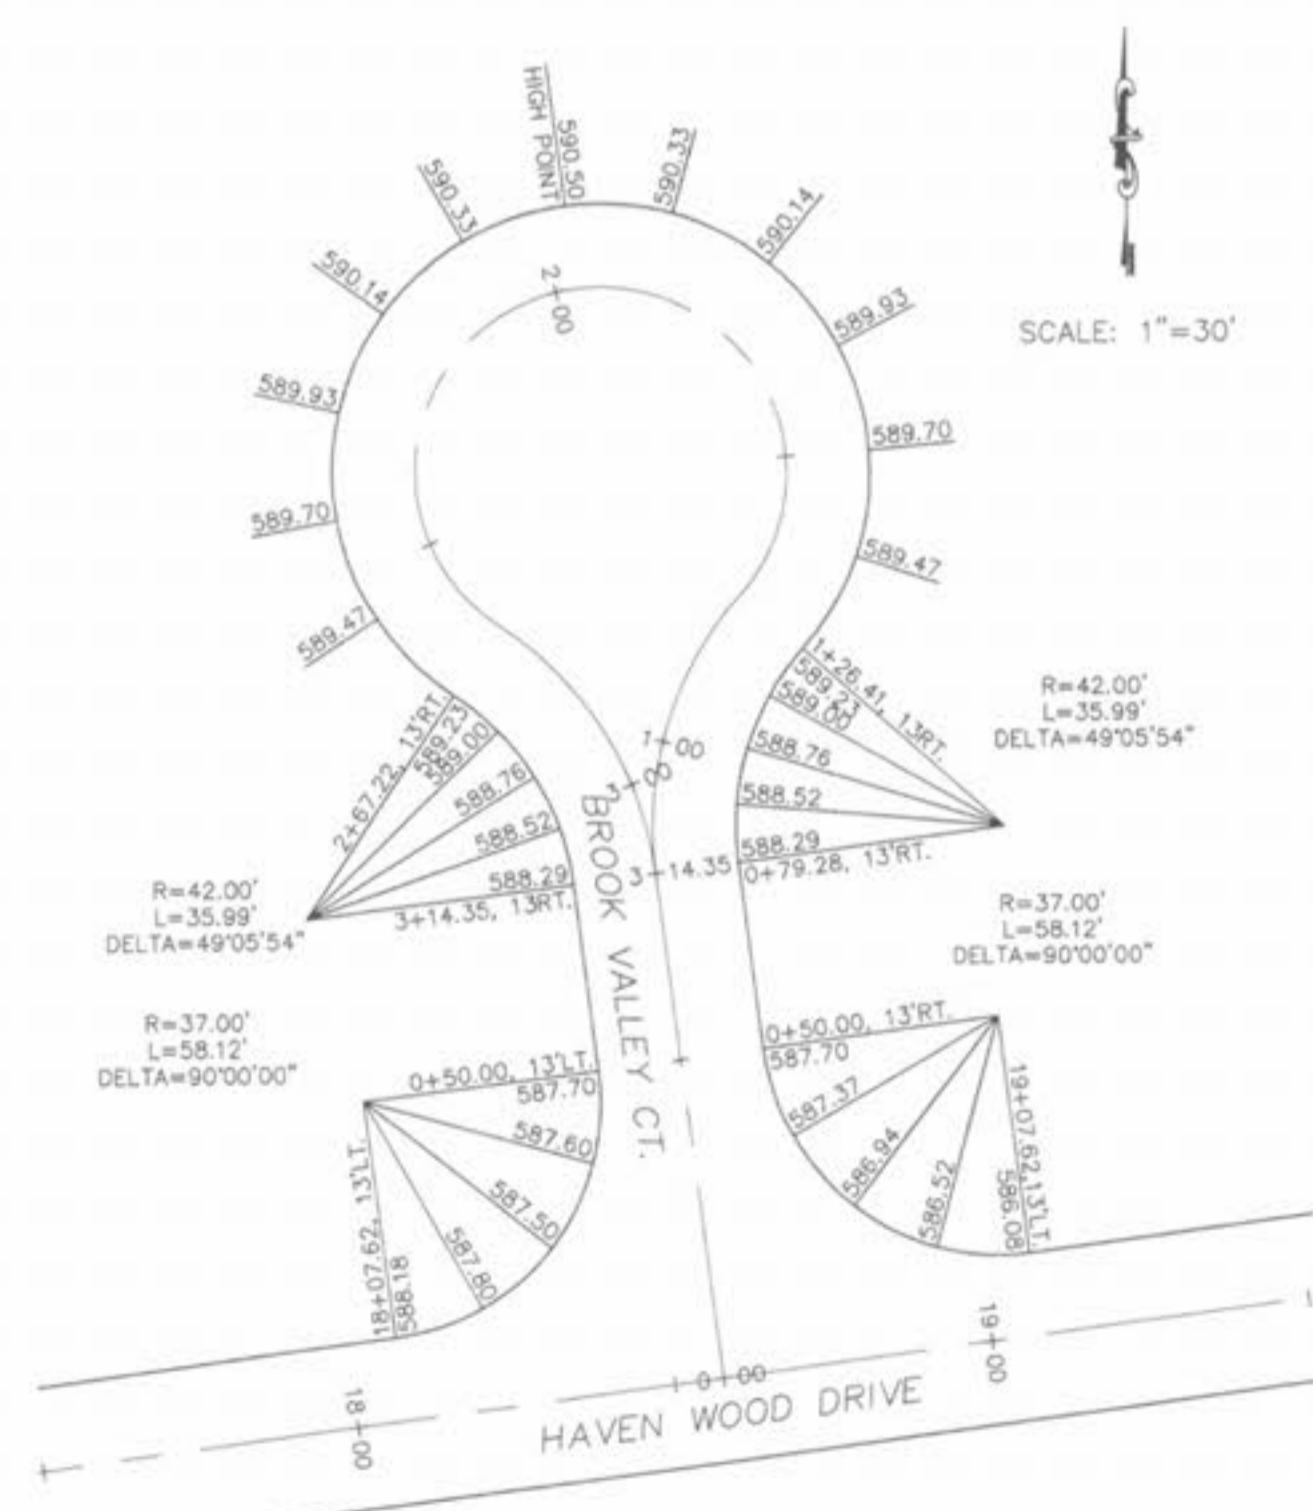 HIGH POINT
590.50
590.33
590.33
590.14
590.14
2+00
589.93
589.93
SCALE: 1"=30'
589.70
589.70
589.47
589.47
1+26.41, 13RT.
589.23
589.00
588.76
588.52
588.29
0+79.28, 13'RT.
R=42.00'
L=35.99'
DELTA=49°05'54"
2+67.22, 13'RT.
589.23
589.00
588.76
588.52
588.29
3+14.35, 13RT.
1+00
3+00
3+14.35
R=42.00'
L=35.99'
DELTA=49°05'54"
BROOK VALLEY CT.
R=37.00'
L=58.12'
DELTA=90°00'00"
R=37.00'
L=58.12'
DELTA=90°00'00"
0+50.00, 13'LT.
587.70
587.60
587.50
587.80
18+07.62, 13'LT.
588.18
0+50.00, 13'RT.
587.70
587.37
586.94
586.52
19+07.62,13'LT.
586.08
18+00
0+00
19+00
HAVEN WOOD DRIVE